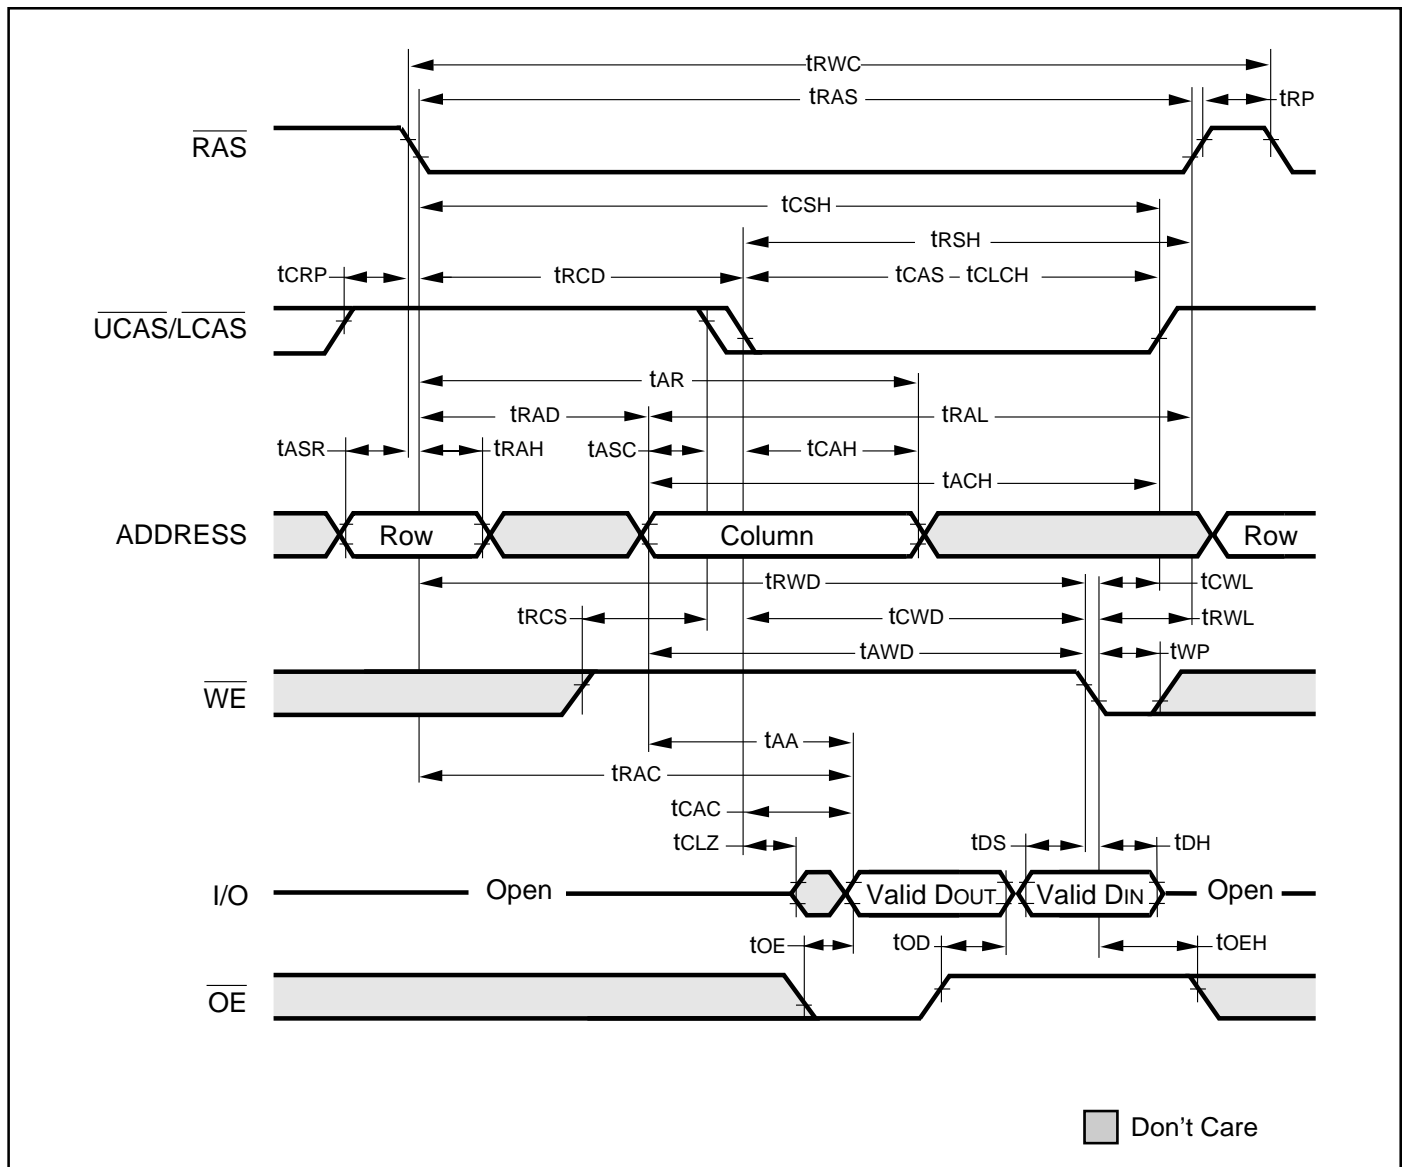 tRWC
tRAS
tRP
RAS
tCSH
tRSH
tCRP
tRCD
tCAS – tCLCH
UCAS/LCAS
tAR
tRAD
tRAL
tASR
tRAH
tASC
tCAH
tACH
ADDRESS
Row
Column
Row
tRWD
tCWL
tRCS
tCWD
tRWL
tAWD
tWP
WE
tAA
tRAC
tCAC
tCLZ
tDS
tDH
I/O
Open
Valid DOUT
Valid DIN
Open
tOE
tOD
tOEH
OE
Don't Care